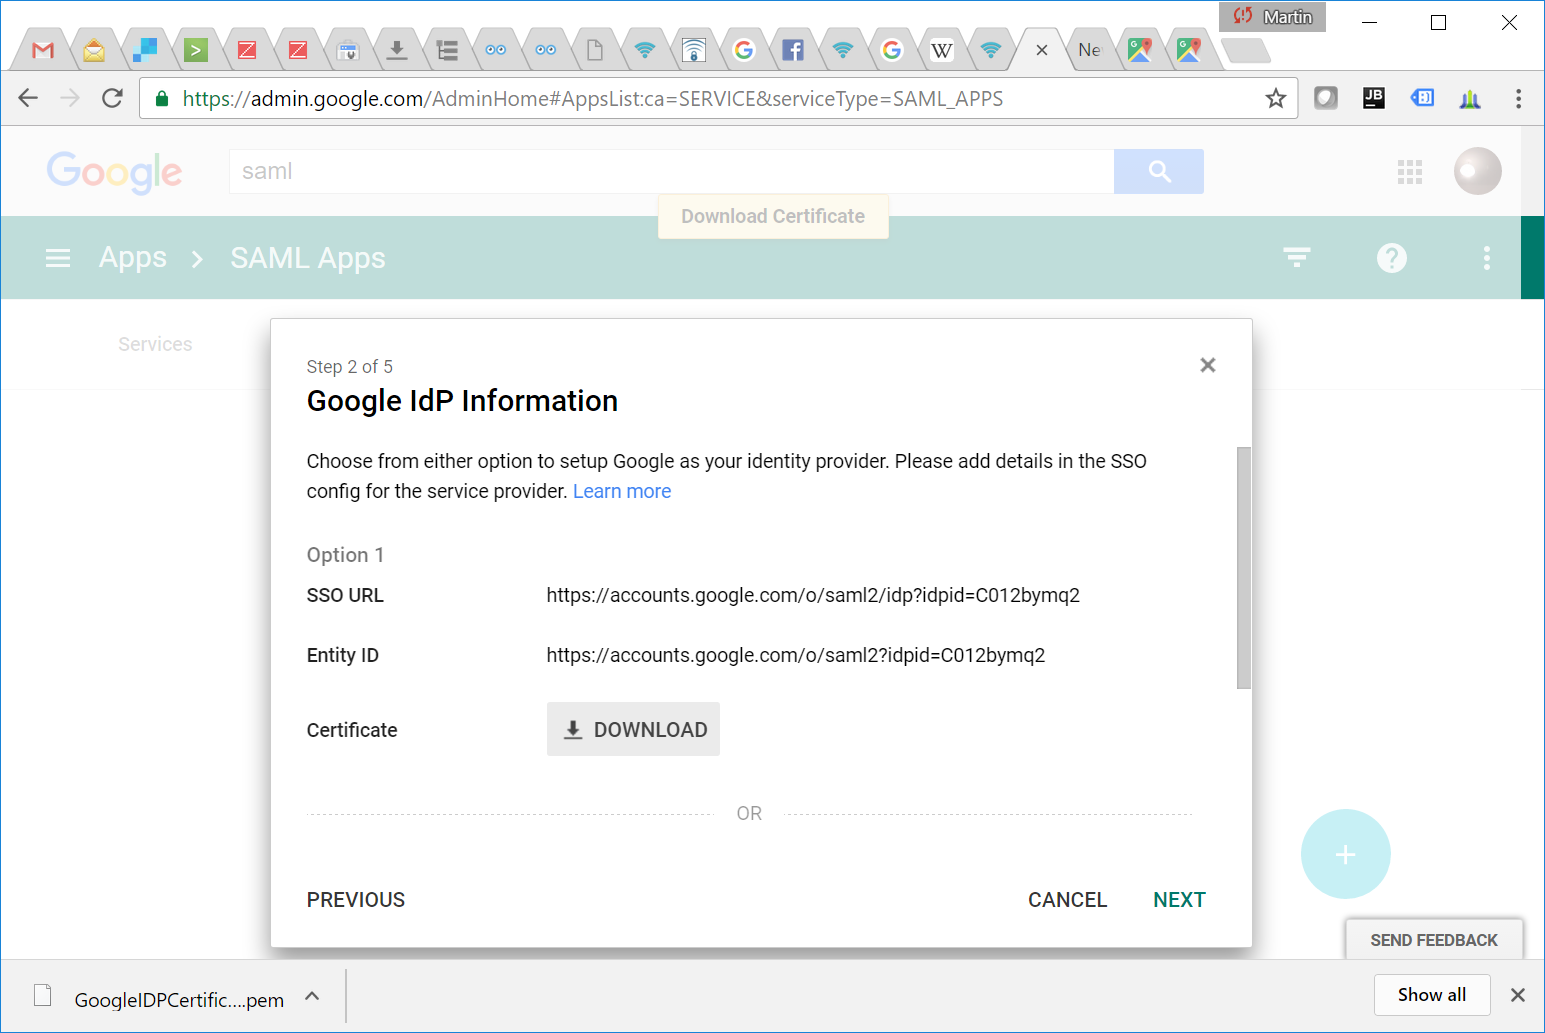 Martin
Ne
https://admin.google.com/AdminHome#AppsList:ca=SERVICE&serviceType=SAML_APPS
JB
Google
saml
Download Certificate
Apps > SAML Apps
Services
Step 2 of 5
Google IdP Information
Choose from either option to setup Google as your identity provider. Please add details in the SSO
config for the service provider. Learn more
Option 1
SSO URL https://accounts.google.com/o/saml2/idp?idpid=C012bymq2
Entity ID https://accounts.google.com/o/saml2?idpid=C012bymq2
Certificate DOWNLOAD
OR
PREVIOUS CANCEL NEXT
SEND FEEDBACK
GoogleIDPCertific....pem Show all